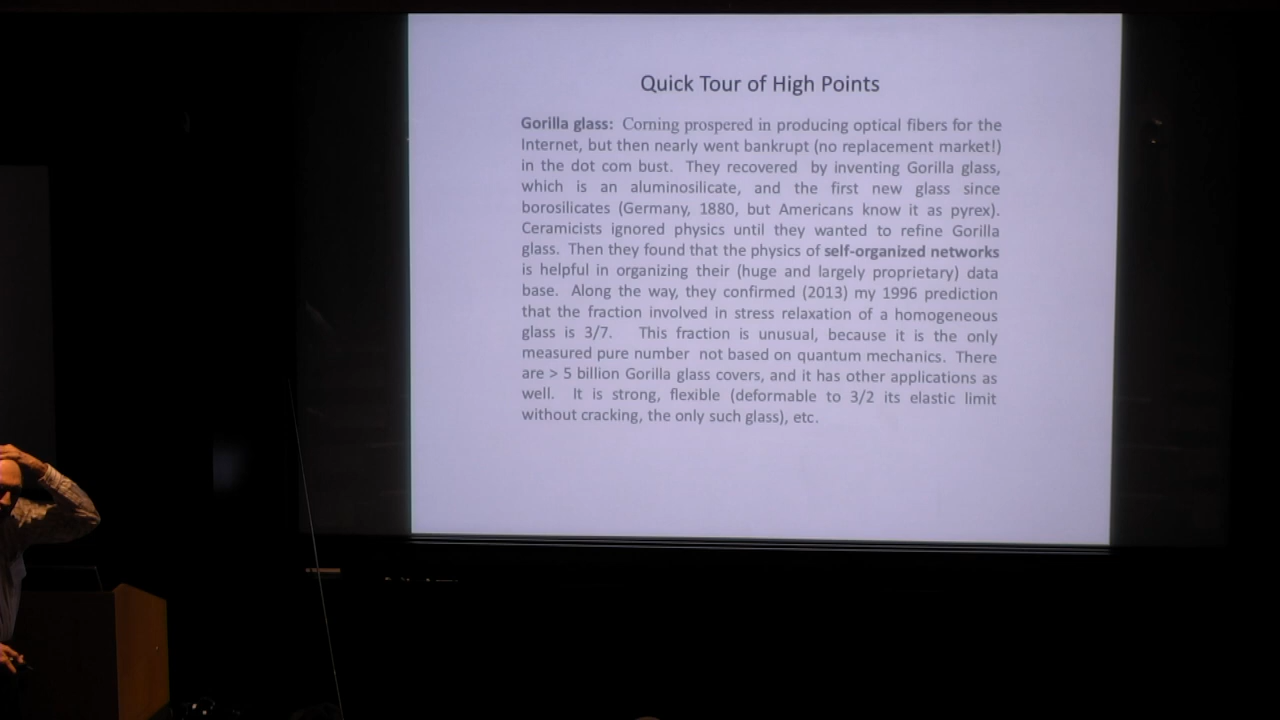 Quick Tour of High Points
Gorilla glass: Corning prospered in producing optical fibers for the
Internet, but then nearly went bankrupt (no replacement market!)
in the dot com bust. They recovered by inventing Gorilla glass,
which is an aluminosilicate, and the first new glass since
borosilicates (Germany, 1880, but Americans know it as pyrex).
Ceramicists ignored physics until they wanted to refine Gorilla
glass. Then they found that the physics of self-organized networks
is helpful in organizing their (huge and largely proprietary) data
base. Along the way, they confirmed (2013) my 1996 prediction
that the fraction involved in stress relaxation of a homogeneous
glass is 3/7. This fraction is unusual, because it is the only
measured pure number not based on quantum mechanics. There
are > 5 billion Gorilla glass covers, and it has other applications as
well. It is strong, flexible (deformable to 3/2 its elastic limit
without cracking, the only such glass), etc.